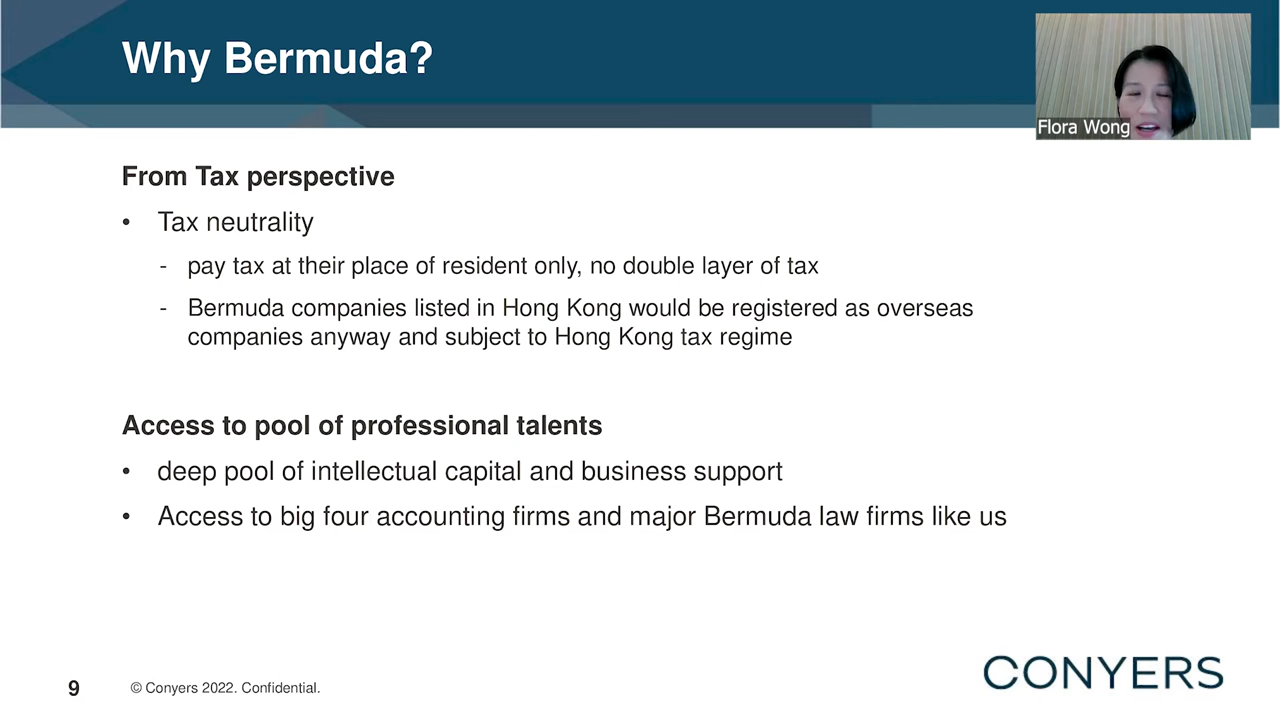 Why Bermuda?
Flora Wong
From Tax perspective
• Tax neutrality
- pay tax at their place of resident only, no double layer of tax
- Bermuda companies listed in Hong Kong would be registered as overseas
companies anyway and subject to Hong Kong tax regime
Access to pool of professional talents
• deep pool of intellectual capital and business support
• Access to big four accounting firms and major Bermuda law firms like us
9
© Conyers 2022. Confidential.
CONYERS